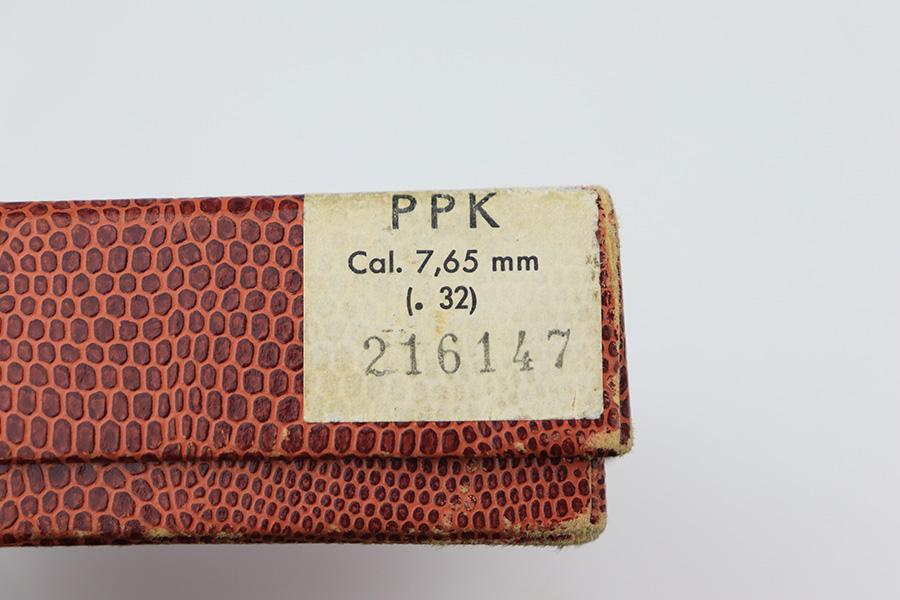 PPK
Cal. 7,65 mm
(. 32)
216147